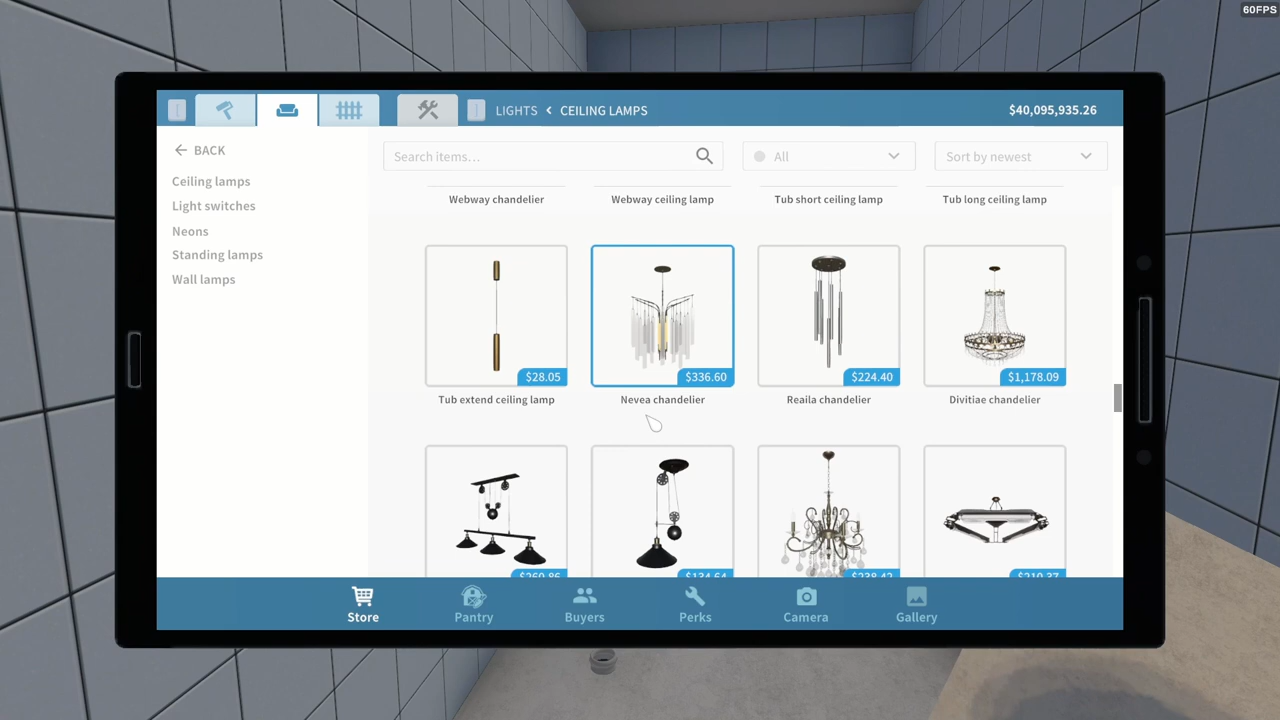 60FPS
LIGHTS < CEILING LAMPS
$40,095,935.26
BACK
Search items...
All
Sort by newest
Ceiling lamps
Light switches
Neons
Standing lamps
Wall lamps
Webway chandelier
Webway ceiling lamp
Tub short ceiling lamp
Tub long ceiling lamp
$28.05
$336.60
$224.40
$1,178.09
Tub extend ceiling lamp
Nevea chandelier
Reaila chandelier
Divitiae chandelier
Store
Pantry
Buyers
Perks
Camera
Gallery